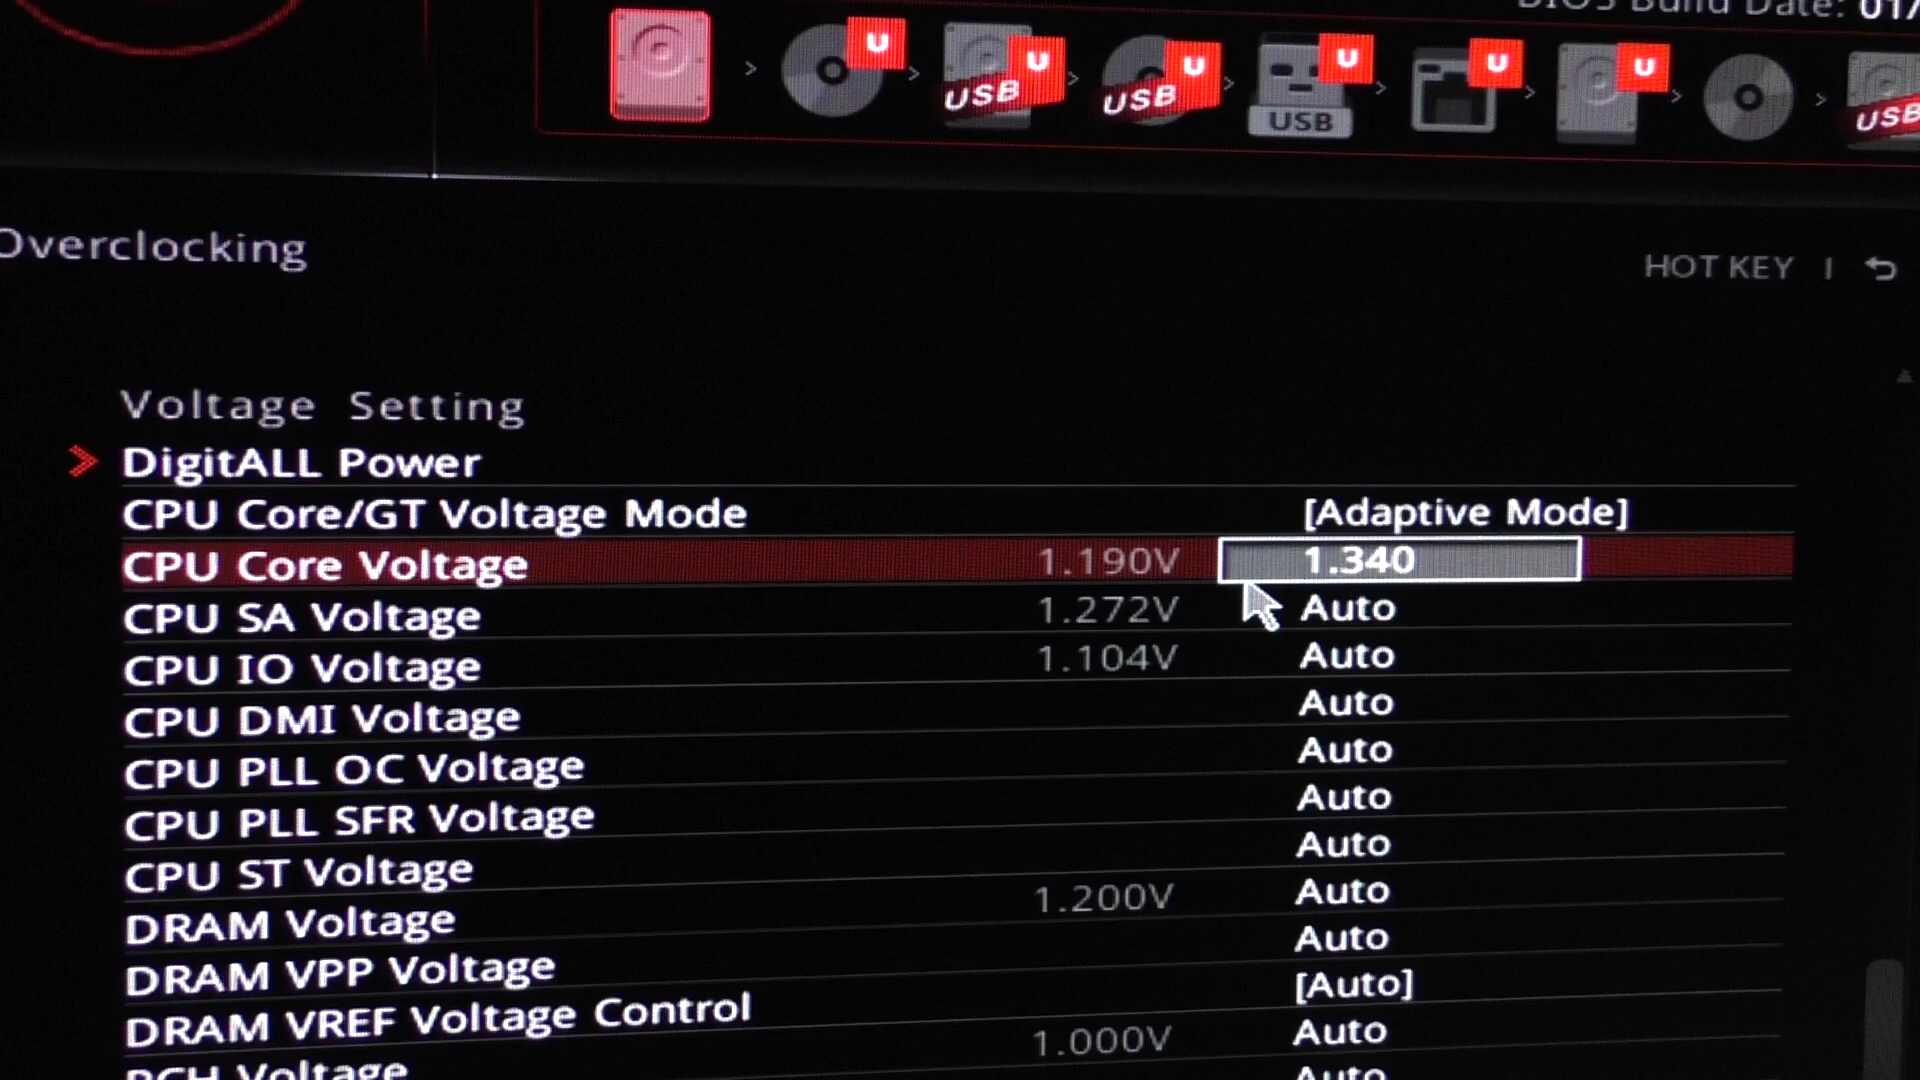 U U U U U U
USB USB USB USB
Overclocking
HOT KEY |
Voltage Setting
DigitALL Power
CPU Core/GT Voltage Mode [Adaptive Mode]
CPU Core Voltage 1.190V 1.340
CPU SA Voltage 1.272V Auto
CPU IO Voltage 1.104V Auto
CPU DMI Voltage Auto
CPU PLL OC Voltage Auto
CPU PLL SFR Voltage Auto
CPU ST Voltage Auto
DRAM Voltage 1.200V Auto
DRAM VPP Voltage Auto
DRAM VREF Voltage Control [Auto]
PCH Voltage 1.000V Auto
Auto